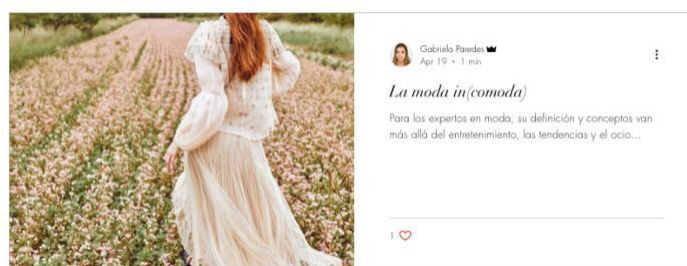 Gabriela Paredes
Apr 19 • 1 min
La moda in(comoda)
Para los expertos en moda, su definición y conceptos van
más allá del entretenimiento, las tendencias y el ocio...
1